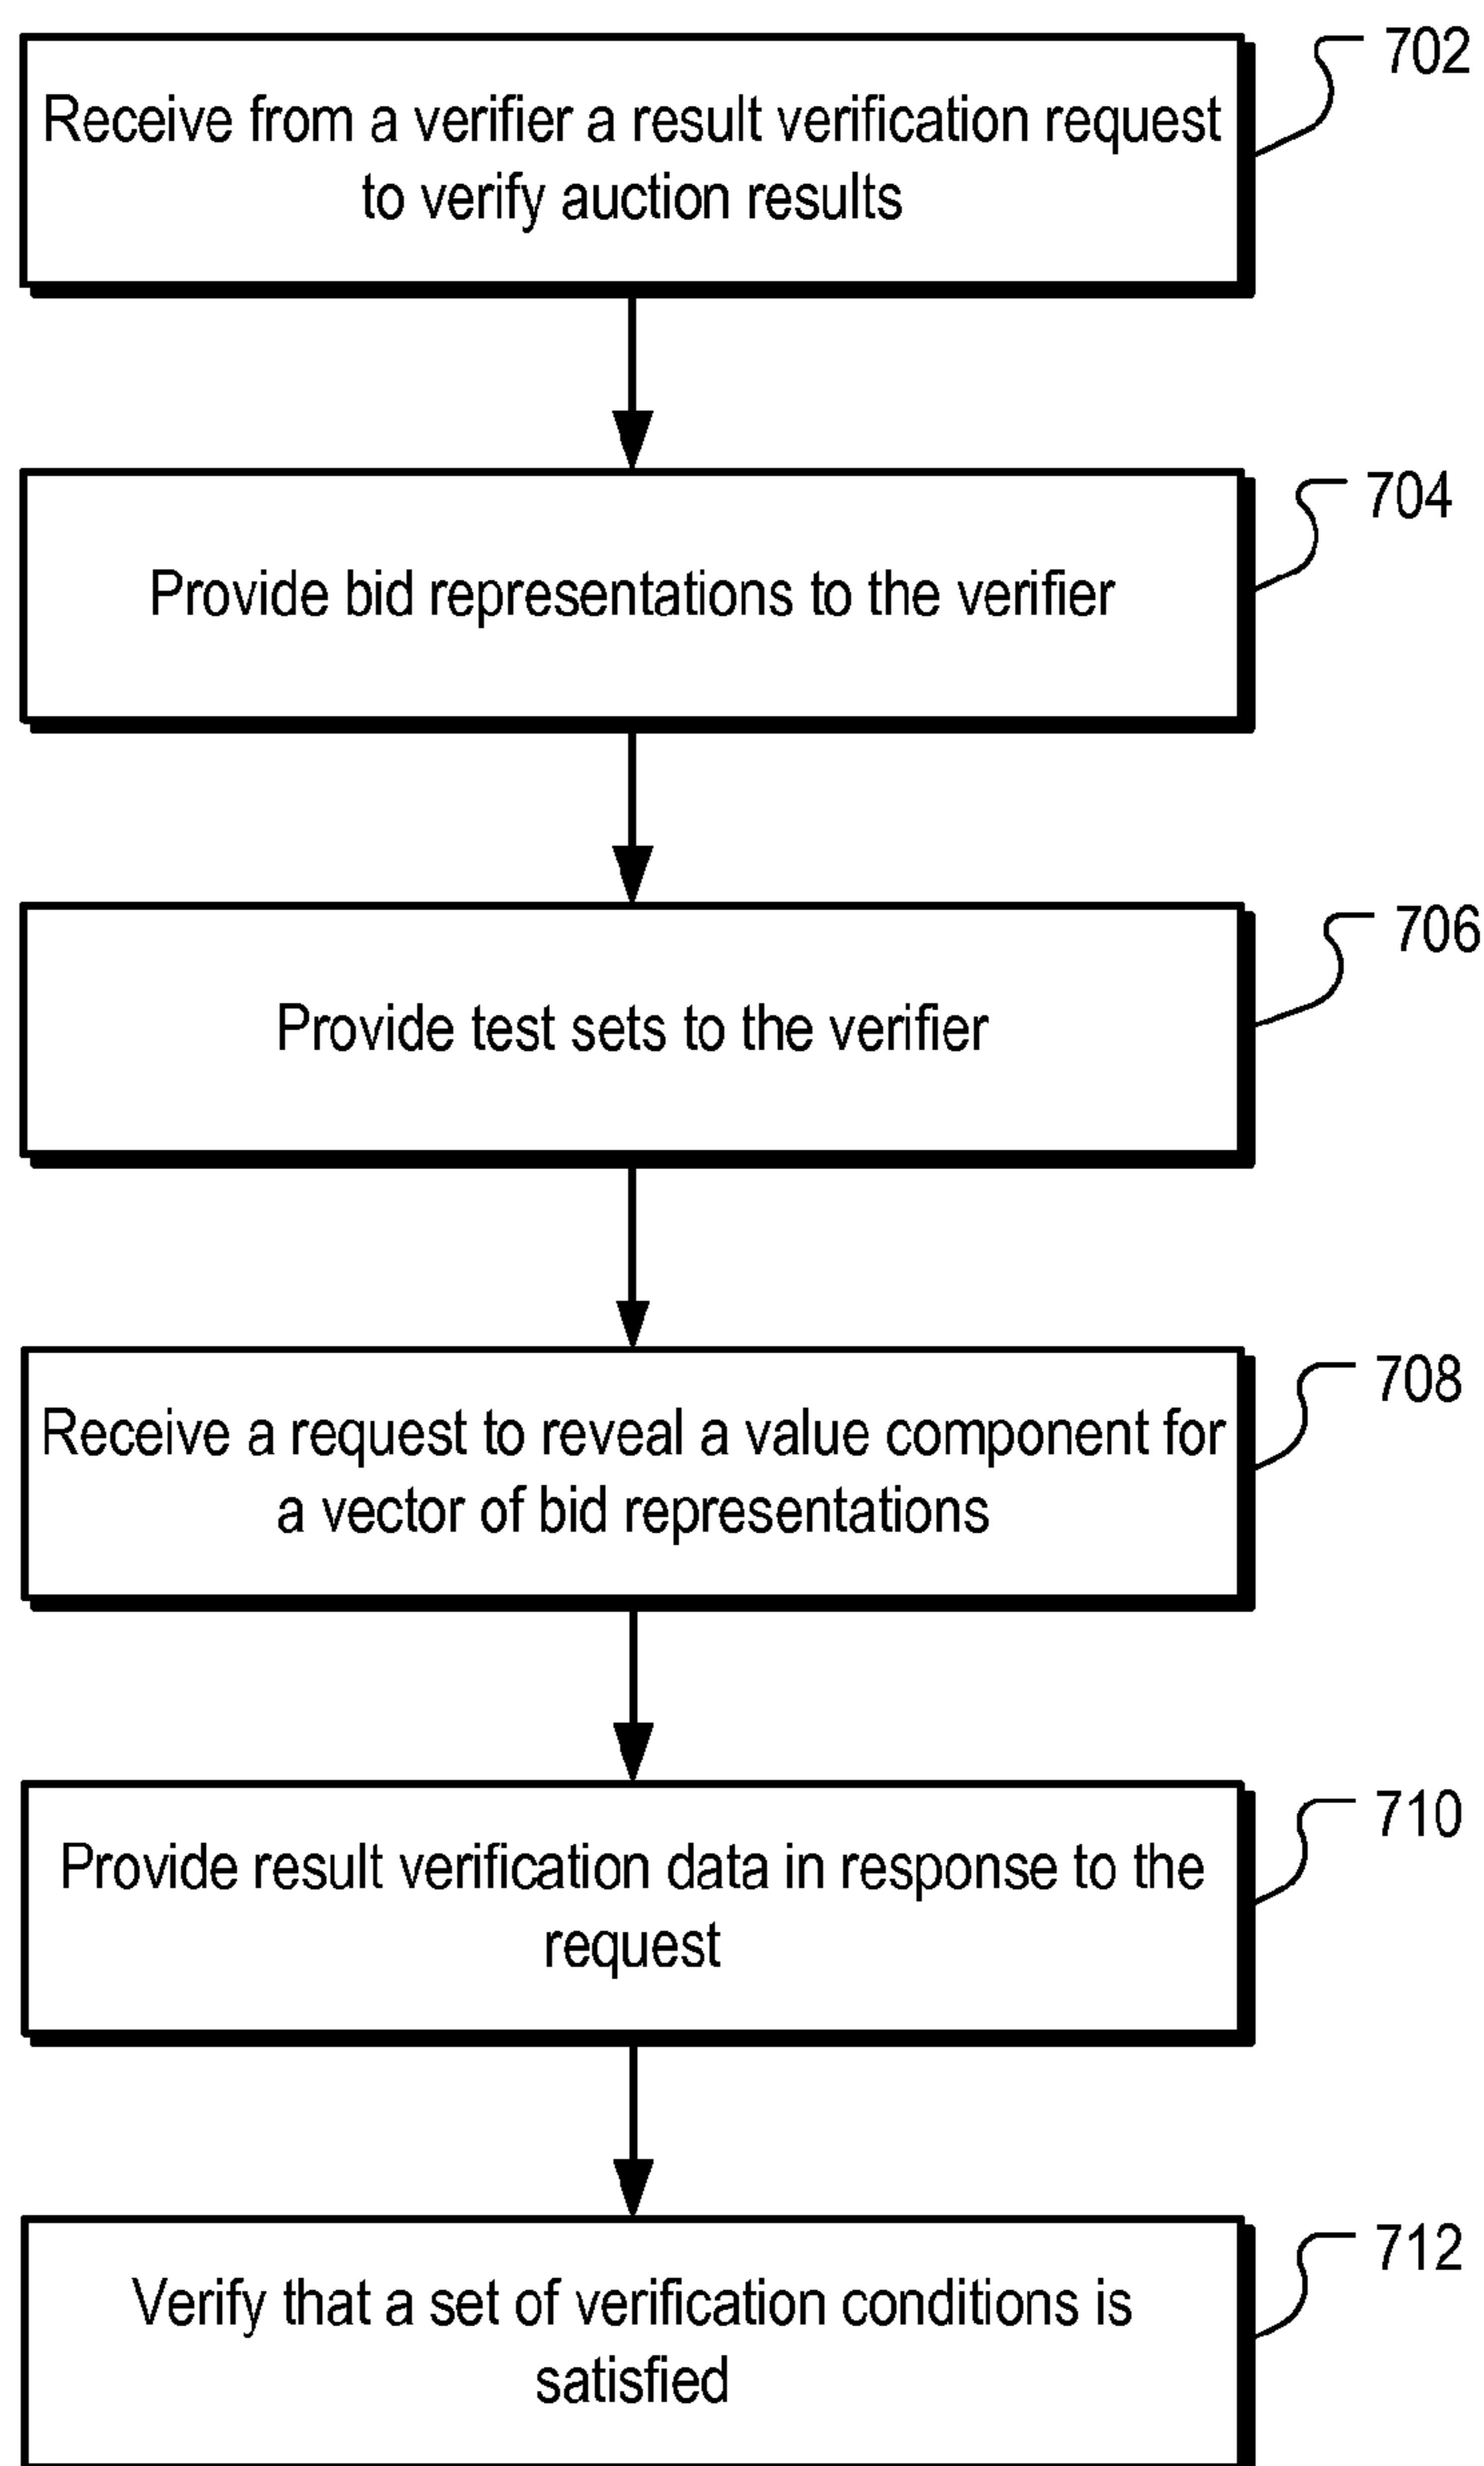 702
Receive from a verifier a result verification request
to verify auction results
704
Provide bid representations to the verifier
706
Provide test sets to the verifier
708
Receive a request to reveal a value component for
a vector of bid representations
710
Provide result verification data in response to the
request
712
Verify that a set of verification conditions is
satisfied